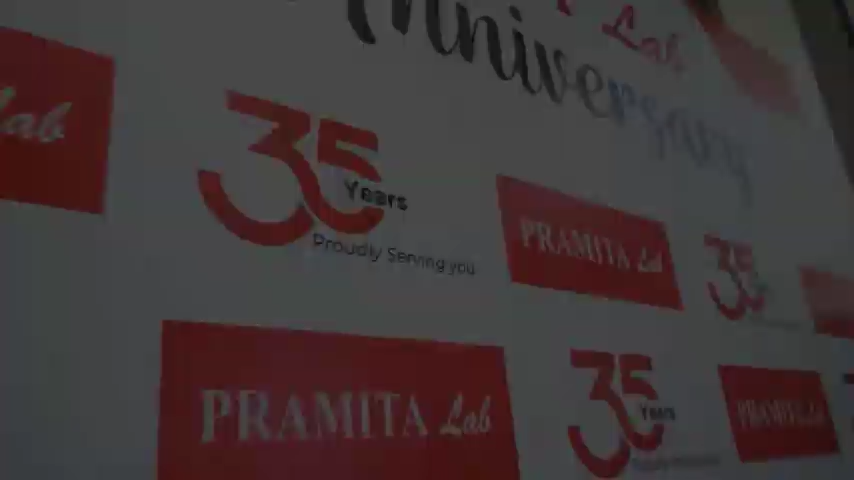 Lab
Anniversary
Lab
35
Years
Proudly Serving you
PRAMITA Lab
35
PRAMITA Lab
35
Years
PRAMITA Lab